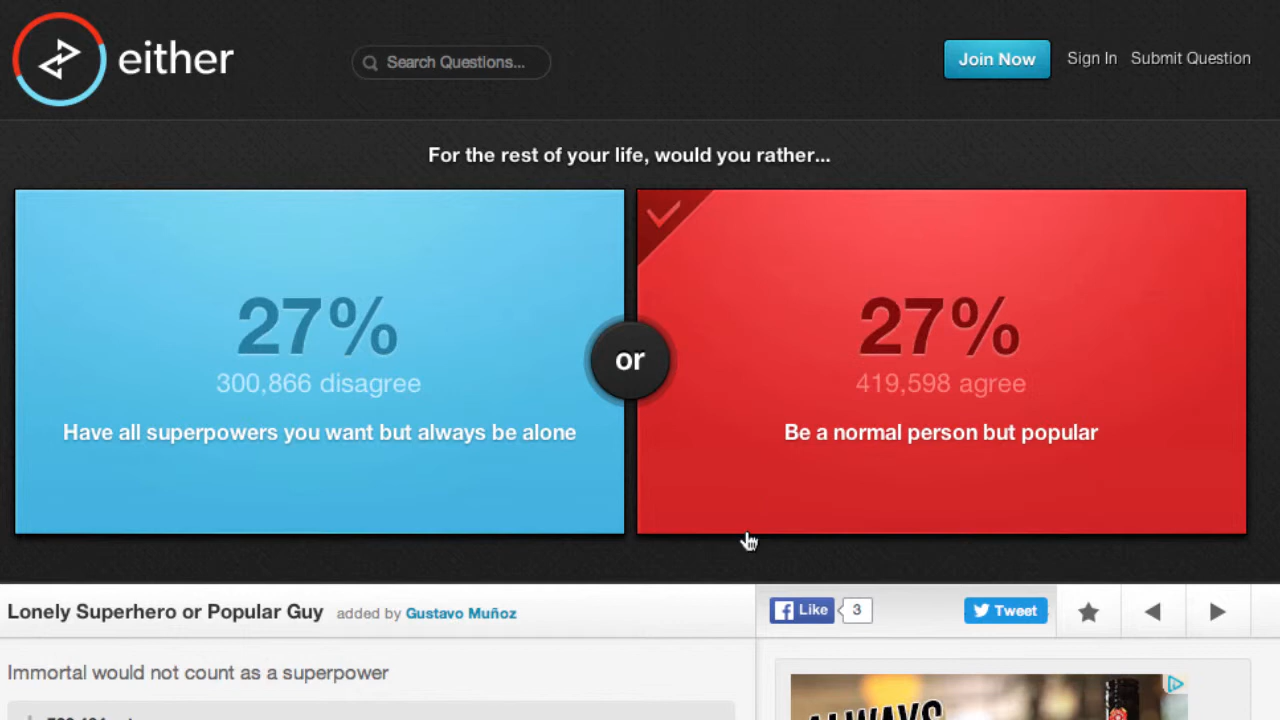 either
Search Questions...
Join Now
Sign In
Submit Question
For the rest of your life, would you rather...
27%
300,866 disagree
Have all superpowers you want but always be alone
or
27%
419,598 agree
Be a normal person but popular
Lonely Superhero or Popular Guy added by Gustavo Muñoz
Like
3
Tweet
Immortal would not count as a superpower
ALWAYS